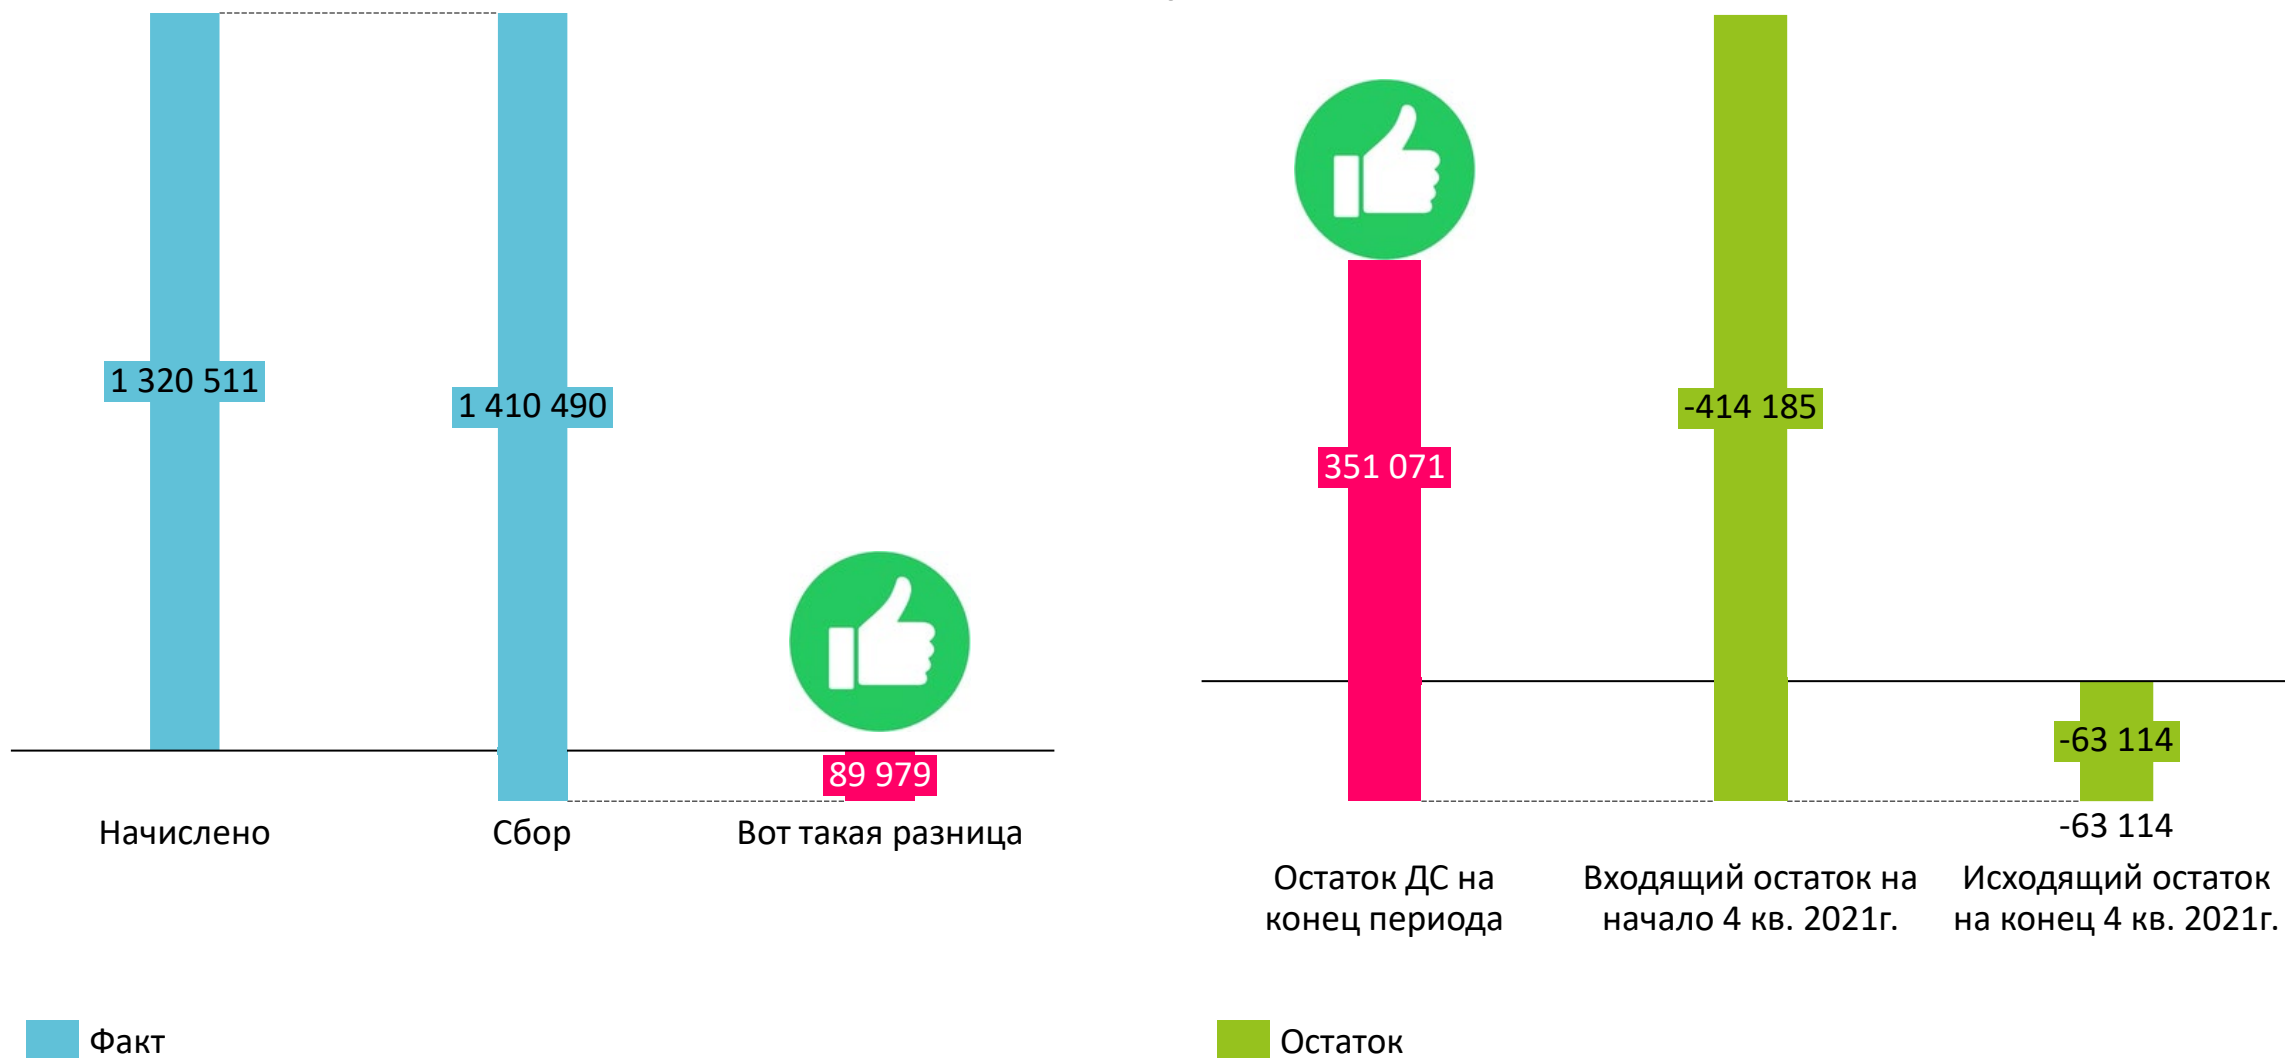 1 320 511
1 410 490
89 979
Начислено
Сбор
Вот такая разница
Факт
351 071
-414 185
-63 114
-63 114
Остаток ДС на
конец периода
Входящий остаток на
начало 4 кв. 2021г.
Исходящий остаток
на конец 4 кв. 2021г.
Остаток